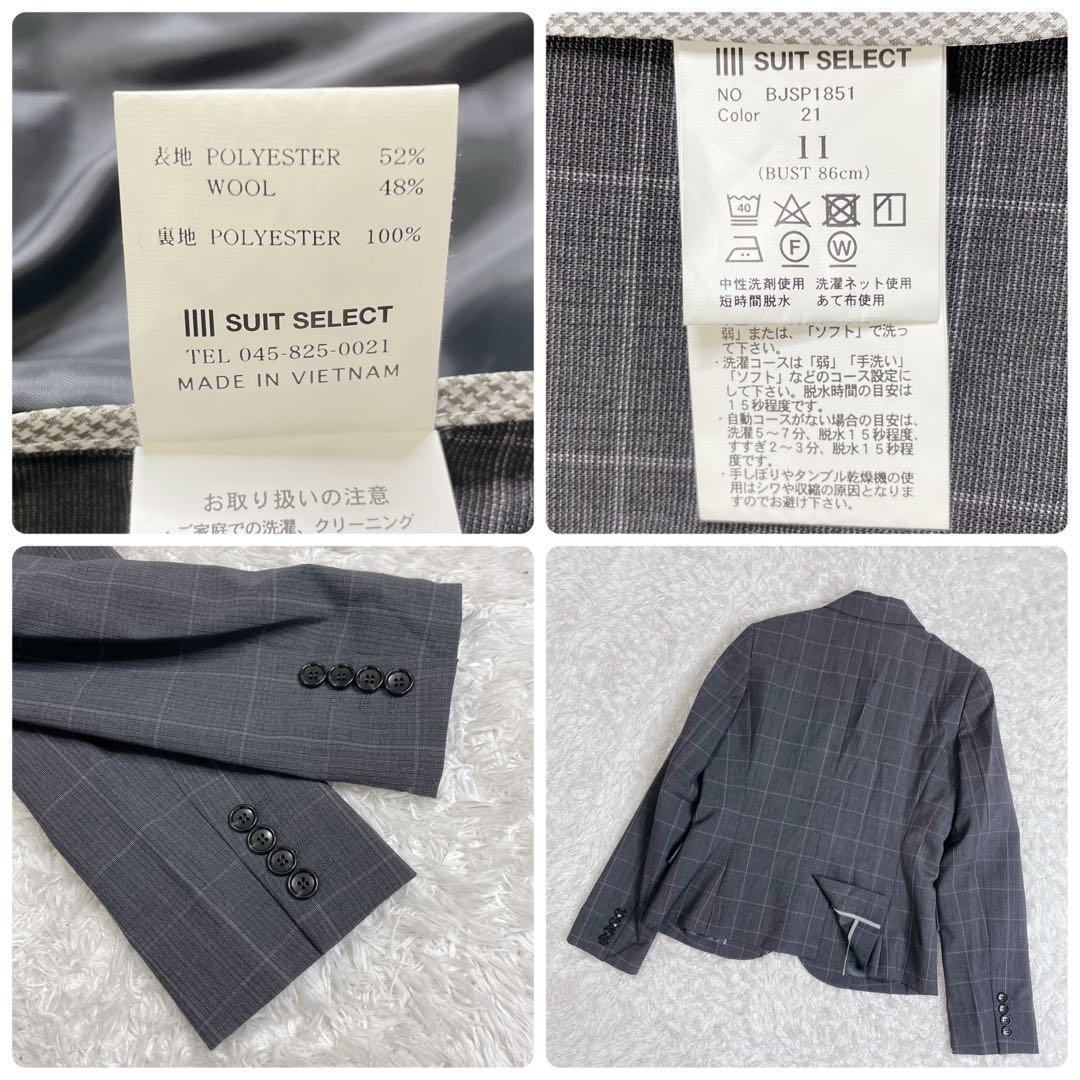 表地 POLYESTER 52%
WOOL 48%
裏地 POLYESTER 100%
SUIT SELECT
TEL 045-825-0021
MADE IN VIETNAM
お取り扱いの注意
・ご家庭での洗濯、クリーニング
SUIT SELECT
NO BJSP1851
Color 21
11
(BUST 86cm)
40
F W
中性洗剤使用 洗濯ネット使用
短時間脱水 あて布使用
弱」または、「ソフト」で洗っ
て下さい。
・洗濯コースは「弱」「手洗い」
「ソフト」などのコース設定に
して下さい。脱水時間の目安は
15秒程度です。
・自動コースがない場合の目安は、
洗濯5~7分、脱水15秒程度、
すすぎ2~3分、脱水15秒程
度です。
・手しぼりやタンブル乾燥機の使
用はシワや収縮の原因となりま
すのでお避け下さい。